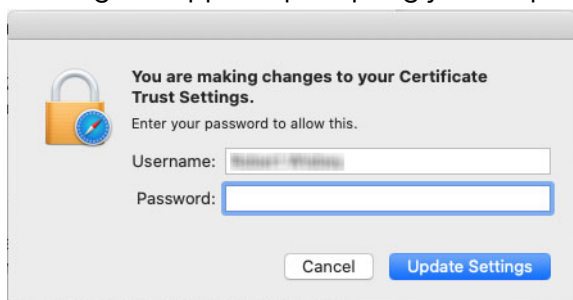 You are making changes to your Certificate
Trust Settings.
Enter your password to allow this.
Username:
Password:
Cancel Update Settings